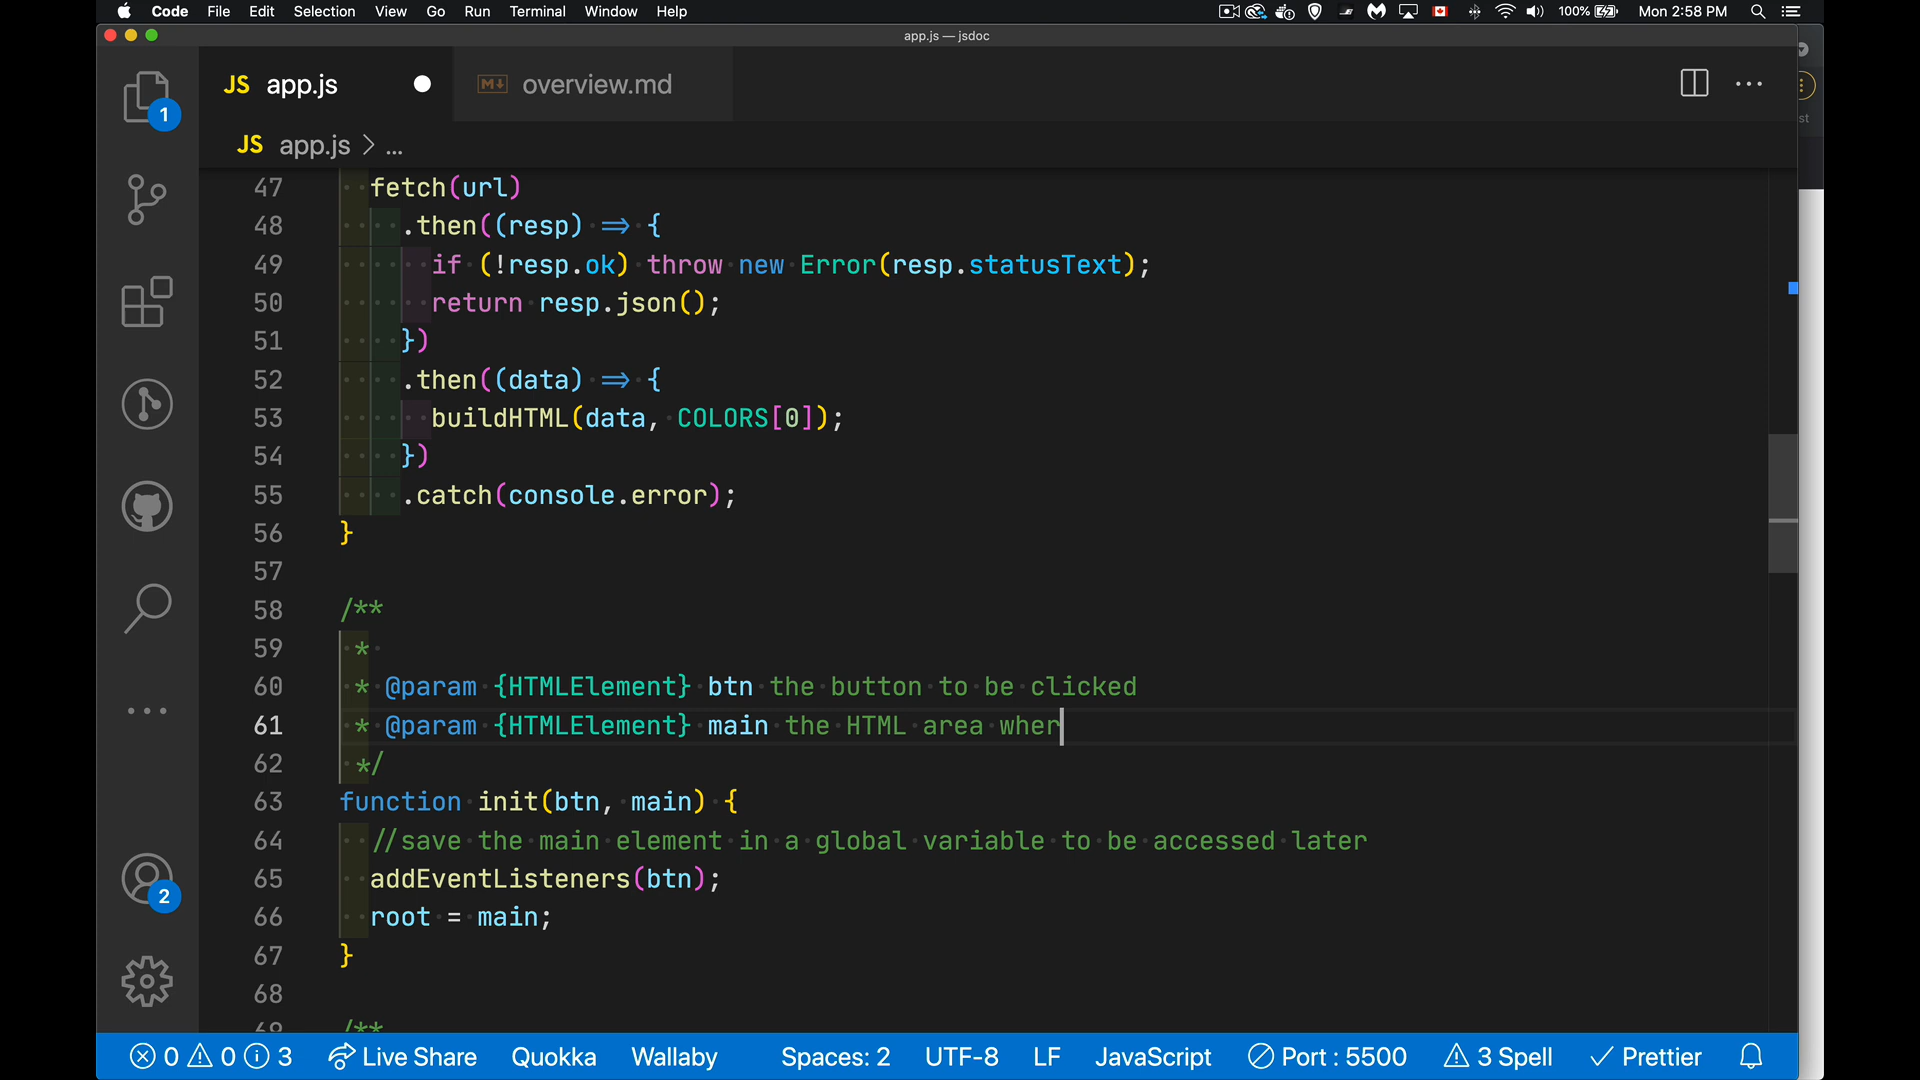 Code File Edit Selection View Go Run Terminal Window Help 100% Mon 2:58 PM
app.js — jsdoc
JS app.js overview.md
JS app.js > ...
st
1
2
47 fetch(url)
48 .then((resp) => {
49 if (!resp.ok) throw new Error(resp.statusText);
50 return resp.json();
51 })
52 .then((data) => {
53 buildHTML(data, COLORS[0]);
54 })
55 .catch(console.error);
56 }
57
58 /**
59 *
60 * @param {HTMLElement} btn the button to be clicked
61 * @param {HTMLElement} main the HTML area wher
62 */
63 function init(btn, main) {
64 //save the main element in a global variable to be accessed later
65 addEventListeners(btn);
66 root = main;
67 }
68
69 /**
0 0 3 Live Share Quokka Wallaby Spaces: 2 UTF-8 LF JavaScript Port : 5500 3 Spell Prettier